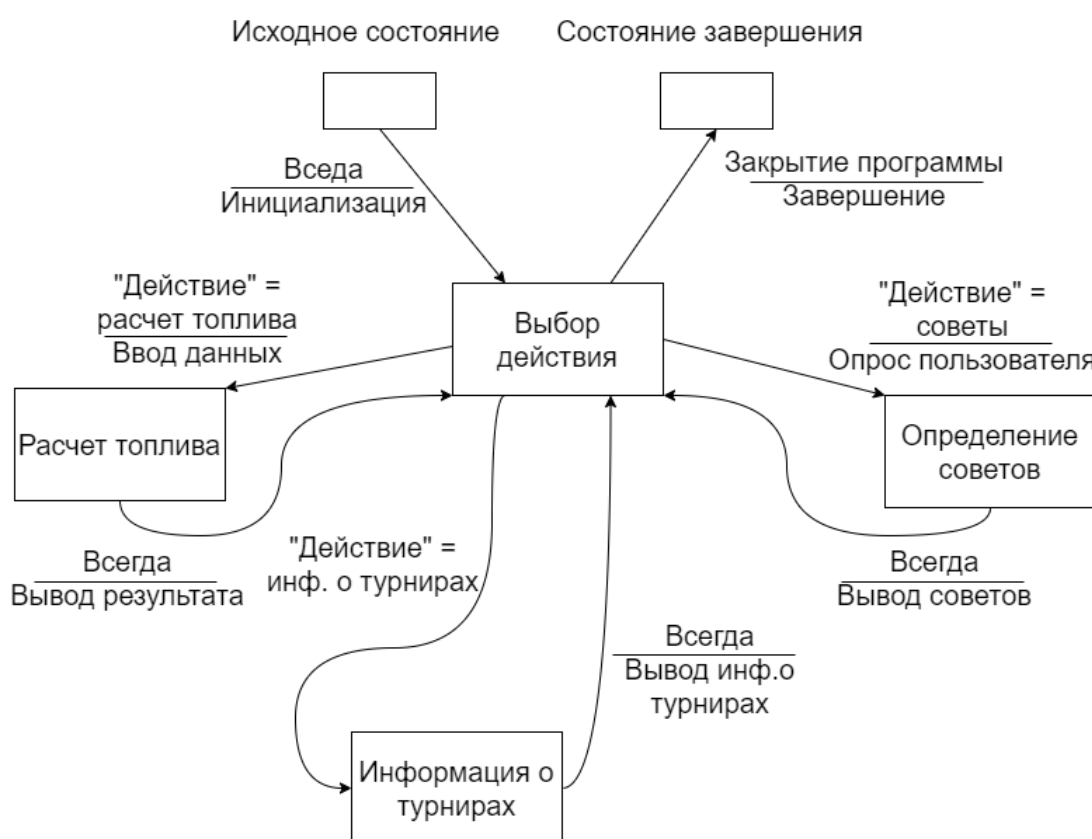 Исходное состояние
Состояние завершения
Вседа
Инициализация
Закрытие программы
Завершение
"Действие" =
расчет топлива
Ввод данных
Выбор
действия
"Действие" =
советы
Опрос пользователя
Расчет топлива
Определение
советов
Всегда
Вывод результата
"Действие" =
инф. о турнирах
Всегда
Вывод советов
Всегда
Вывод инф.о
турнирах
Информация о
турнирах